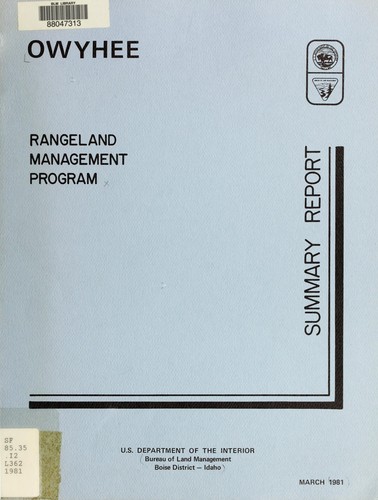 BLM LIBRARY
88047313
OWYHEE
RANGELAND
MANAGEMENT
PROGRAM
SUMMARY REPORT
SF
85.35
.I2
L362
1981
U.S. DEPARTMENT OF THE INTERIOR
Bureau of Land Management
Boise District — Idaho
MARCH 1981